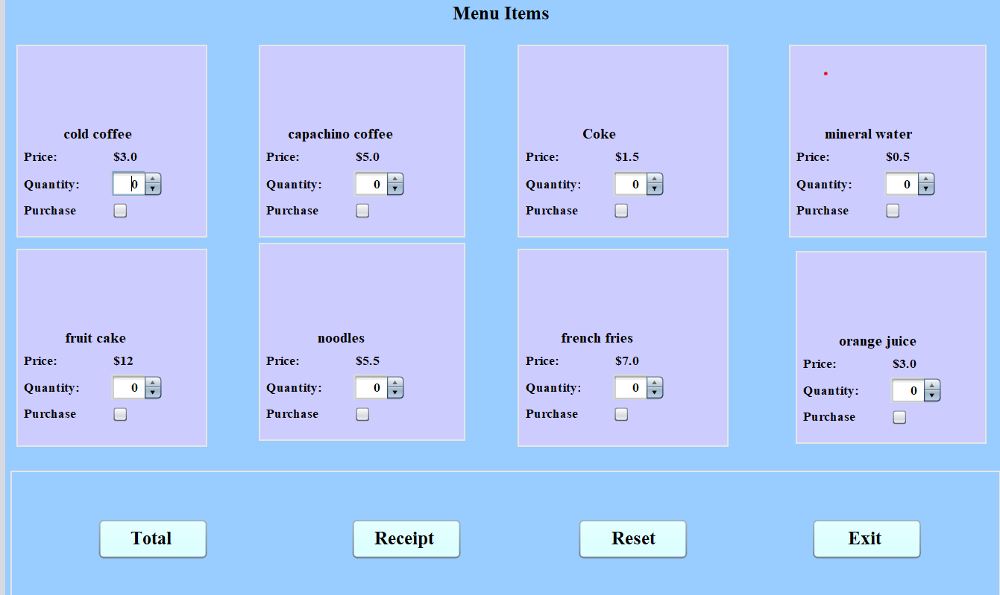 Menu Items
cold coffee
Price: $3.0
Quantity: 0
Purchase
capachino coffee
Price: $5.0
Quantity: 0
Purchase
Coke
Price: $1.5
Quantity: 0
Purchase
mineral water
Price: $0.5
Quantity: 0
Purchase
fruit cake
Price: $12
Quantity: 0
Purchase
noodles
Price: $5.5
Quantity: 0
Purchase
french fries
Price: $7.0
Quantity: 0
Purchase
orange juice
Price: $3.0
Quantity: 0
Purchase
Total Receipt Reset Exit